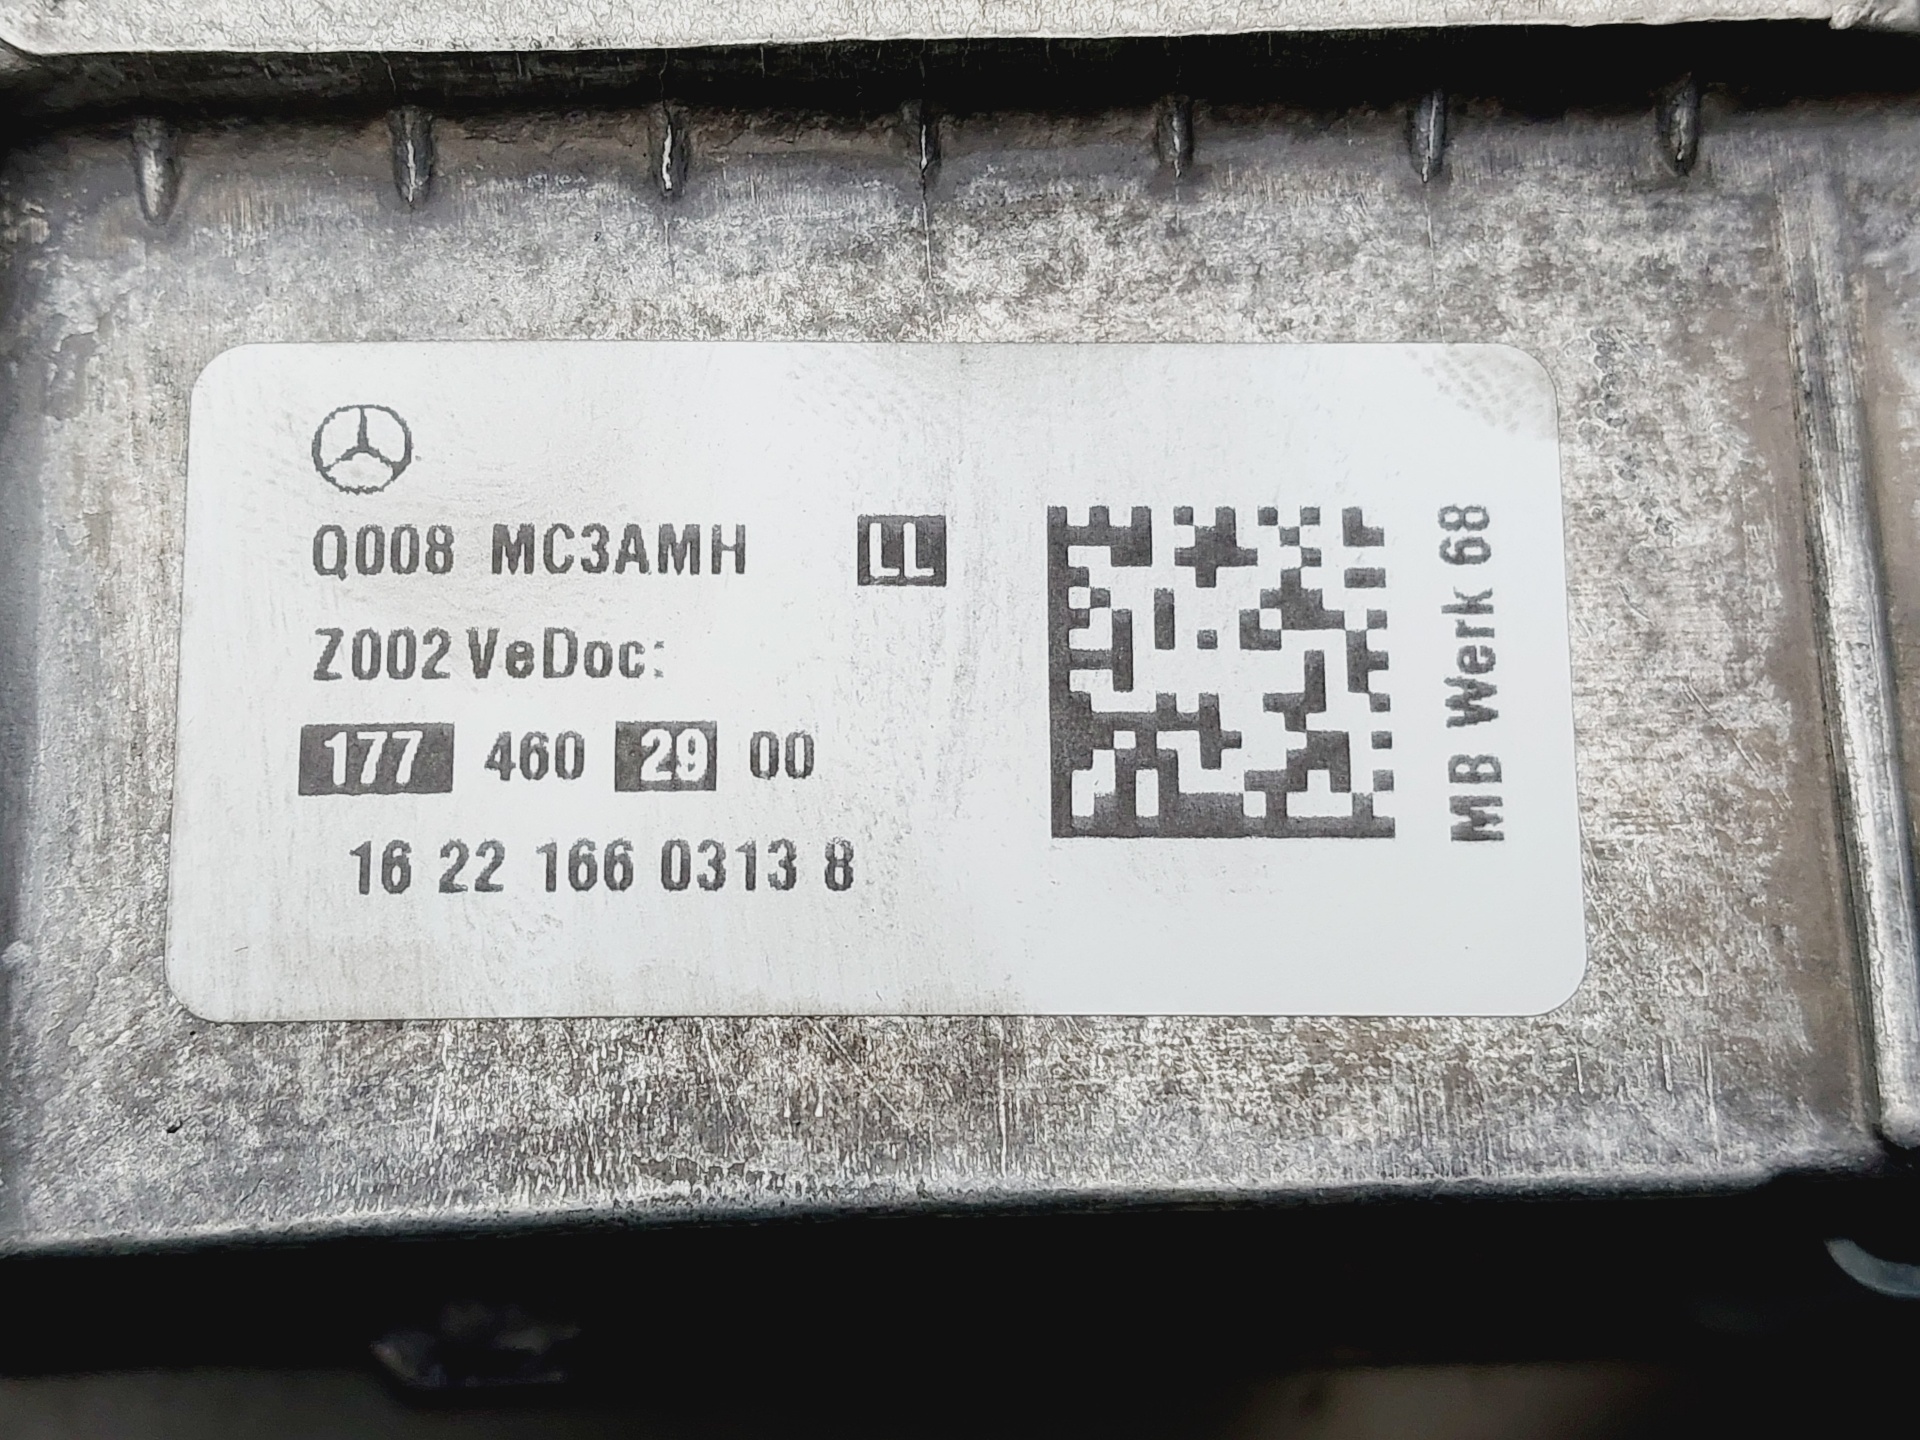 Q008 MC3AMH LL
Z002 VeDoc:
177 460 29 00
16 22 166 0313 8
MB Werk 68